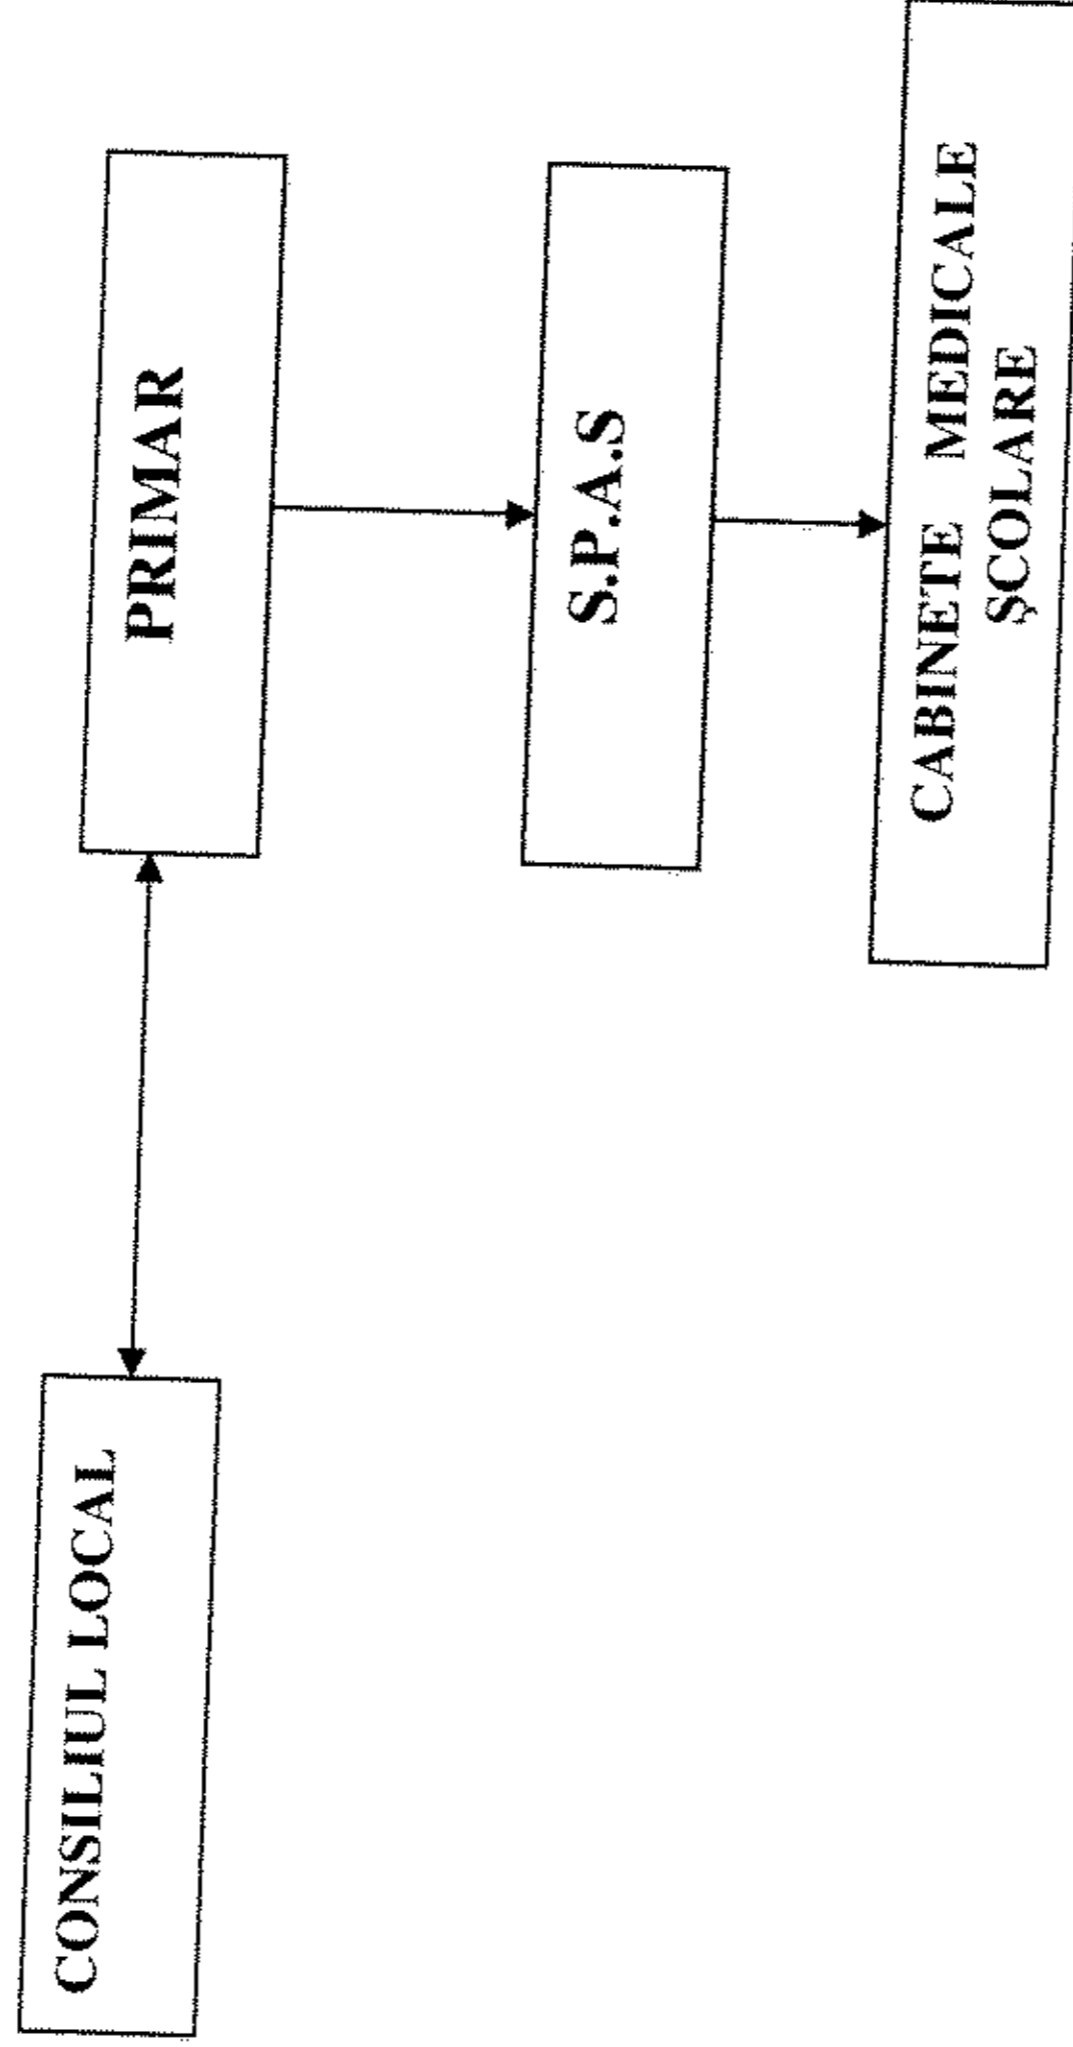 CONSILIUL LOCAL
PRIMAR
S.P.A.S
CABINETE MEDICALE
ŞCOLARE